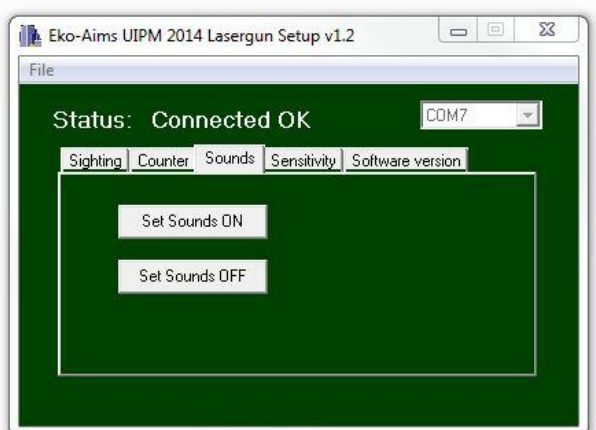 Eko-Aims UIPM 2014 Lasergun Setup v1.2
File
Status: Connected OK COM7
Sighting Counter Sounds Sensitivity Software version
Set Sounds ON
Set Sounds OFF